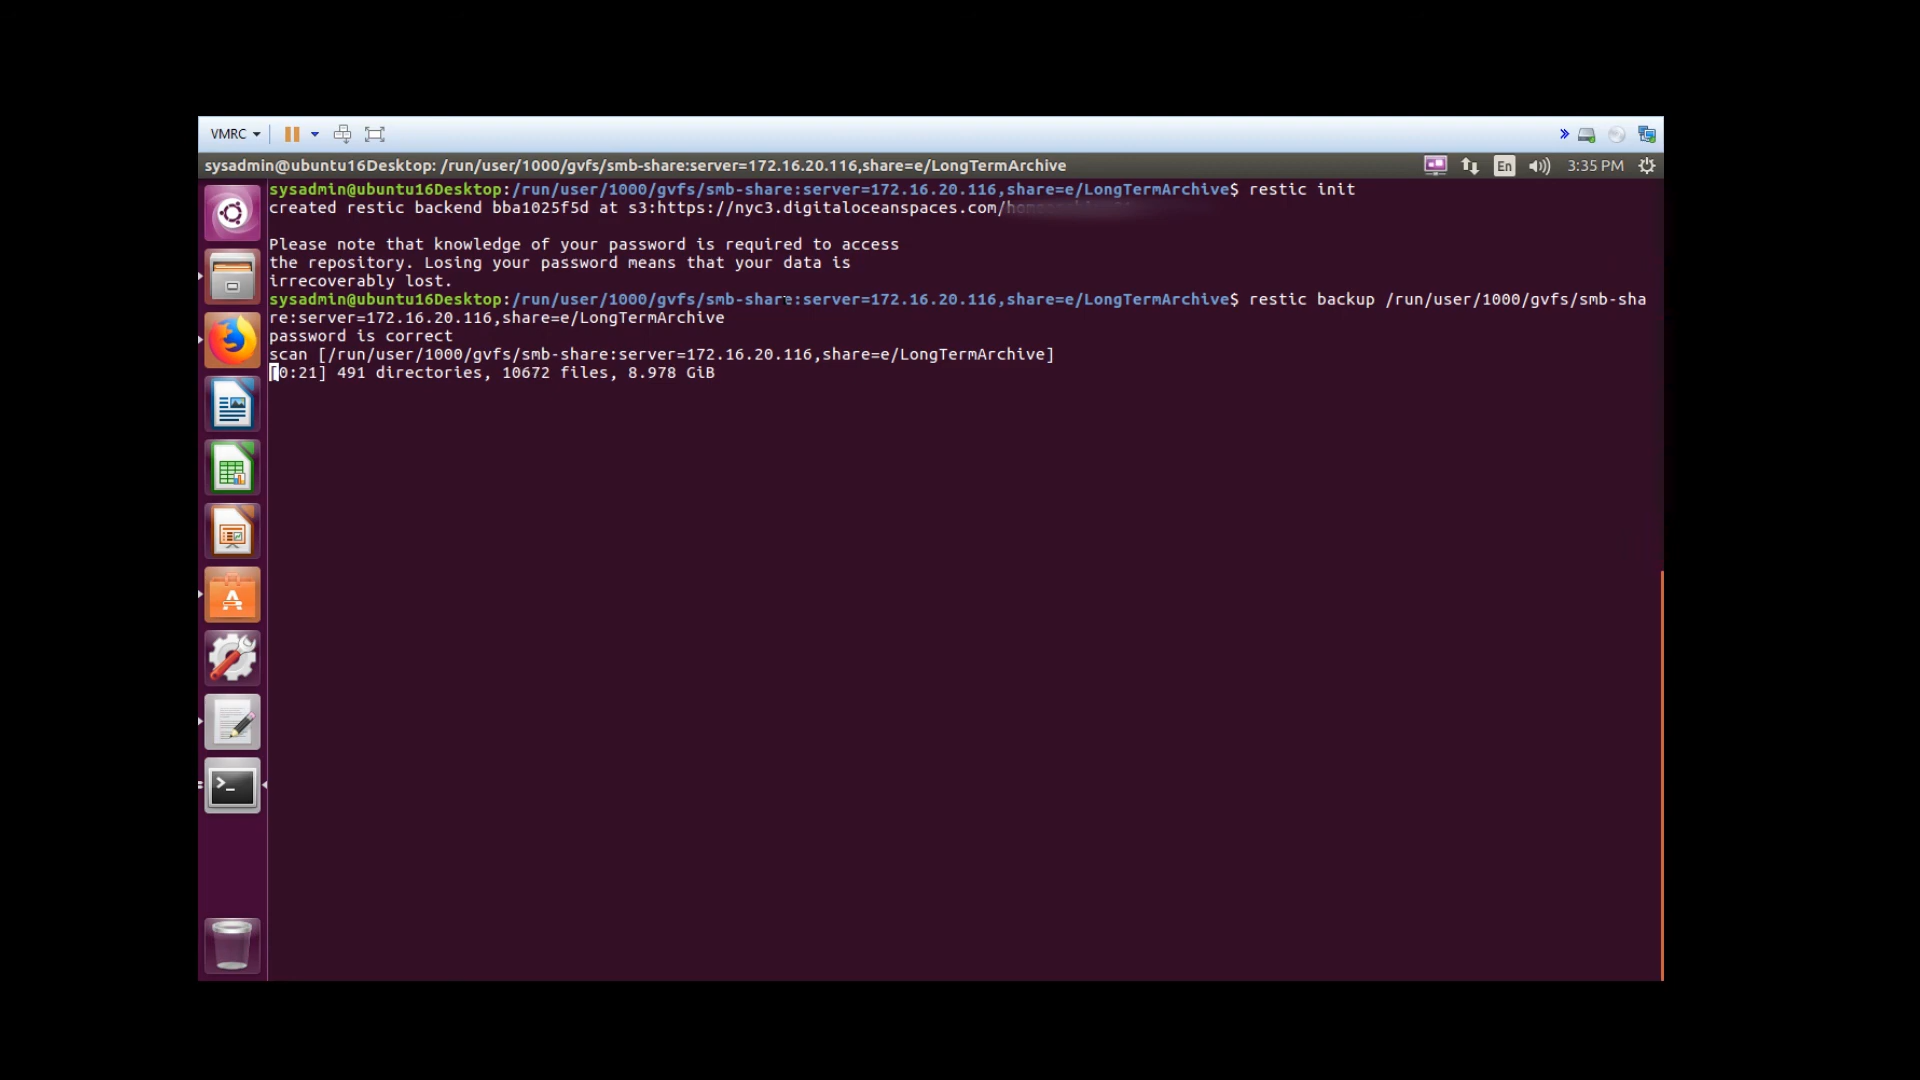 VMRC
sysadmin@ubuntu16Desktop: /run/user/1000/gvfs/smb-share:server=172.16.20.116,share=e/LongTermArchive
En
3:35 PM
sysadmin@ubuntu16Desktop:/run/user/1000/gvfs/smb-share:server=172.16.20.116,share=e/LongTermArchive$ restic init
created restic backend bba1025f5d at s3:https://nyc3.digitaloceanspaces.com/
Please note that knowledge of your password is required to access
the repository. Losing your password means that your data is
irrecoverably lost.
sysadmin@ubuntu16Desktop:/run/user/1000/gvfs/smb-share:server=172.16.20.116,share=e/LongTermArchive$ restic backup /run/user/1000/gvfs/smb-sha
re:server=172.16.20.116,share=e/LongTermArchive
password is correct
scan [/run/user/1000/gvfs/smb-share:server=172.16.20.116,share=e/LongTermArchive]
[0:21] 491 directories, 10672 files, 8.978 GiB